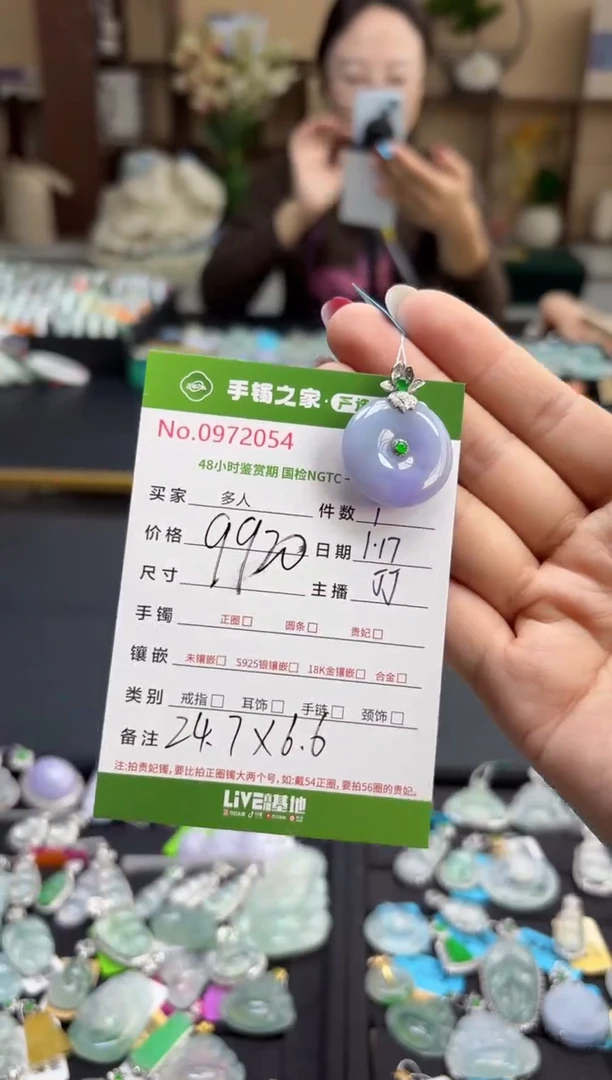 手镯之家·严选
No.0972054
48小时鉴赏期 国检NGTC-
买家 多人 件数 1
价格 9920 日期 1.17
尺寸 主播 JJ
手镯 正圈□ 圆条□ 贵妃□
镶嵌 未镶嵌□ S925银镶嵌□ 18K金镶嵌□ 合金□
类别 戒指□ 耳饰□ 手链□ 颈饰□
备注 24.7X6.6
注:拍贵妃镯,要比拍正圈镯大两个号,如:戴54正圈,要拍56圈的贵妃。
LiVE直播基地